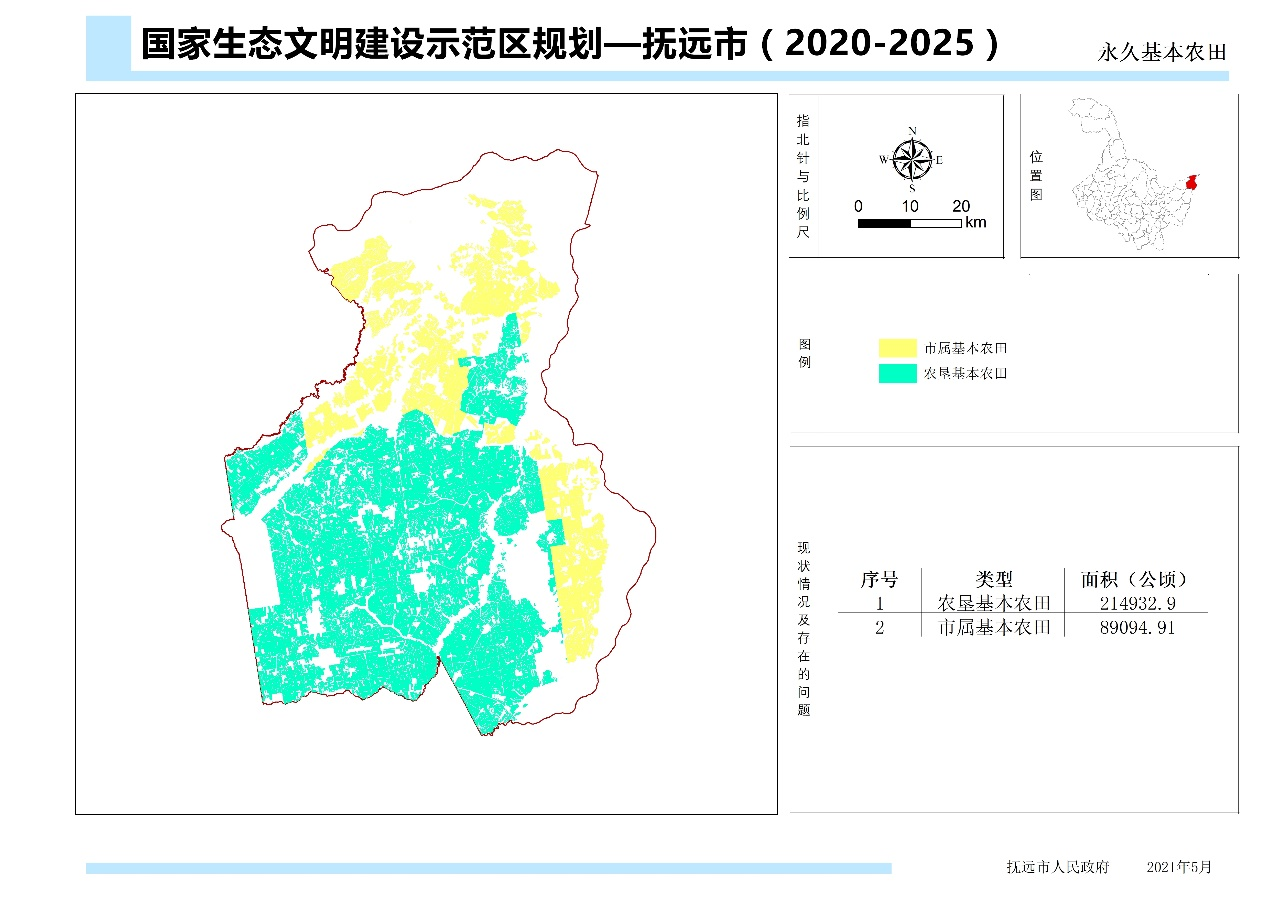 国家生态文明建设示范区规划—抚远市（2020-2025）
永久基本农田
指北针与比例尺
N
W E
S
0 10 20
km
位置图
图例
市属基本农田
农垦基本农田
现状情况及存在的问题
序号 类型 面积（公顷）
1 农垦基本农田 214932.9
2 市属基本农田 89094.91
抚远市人民政府 2021年5月